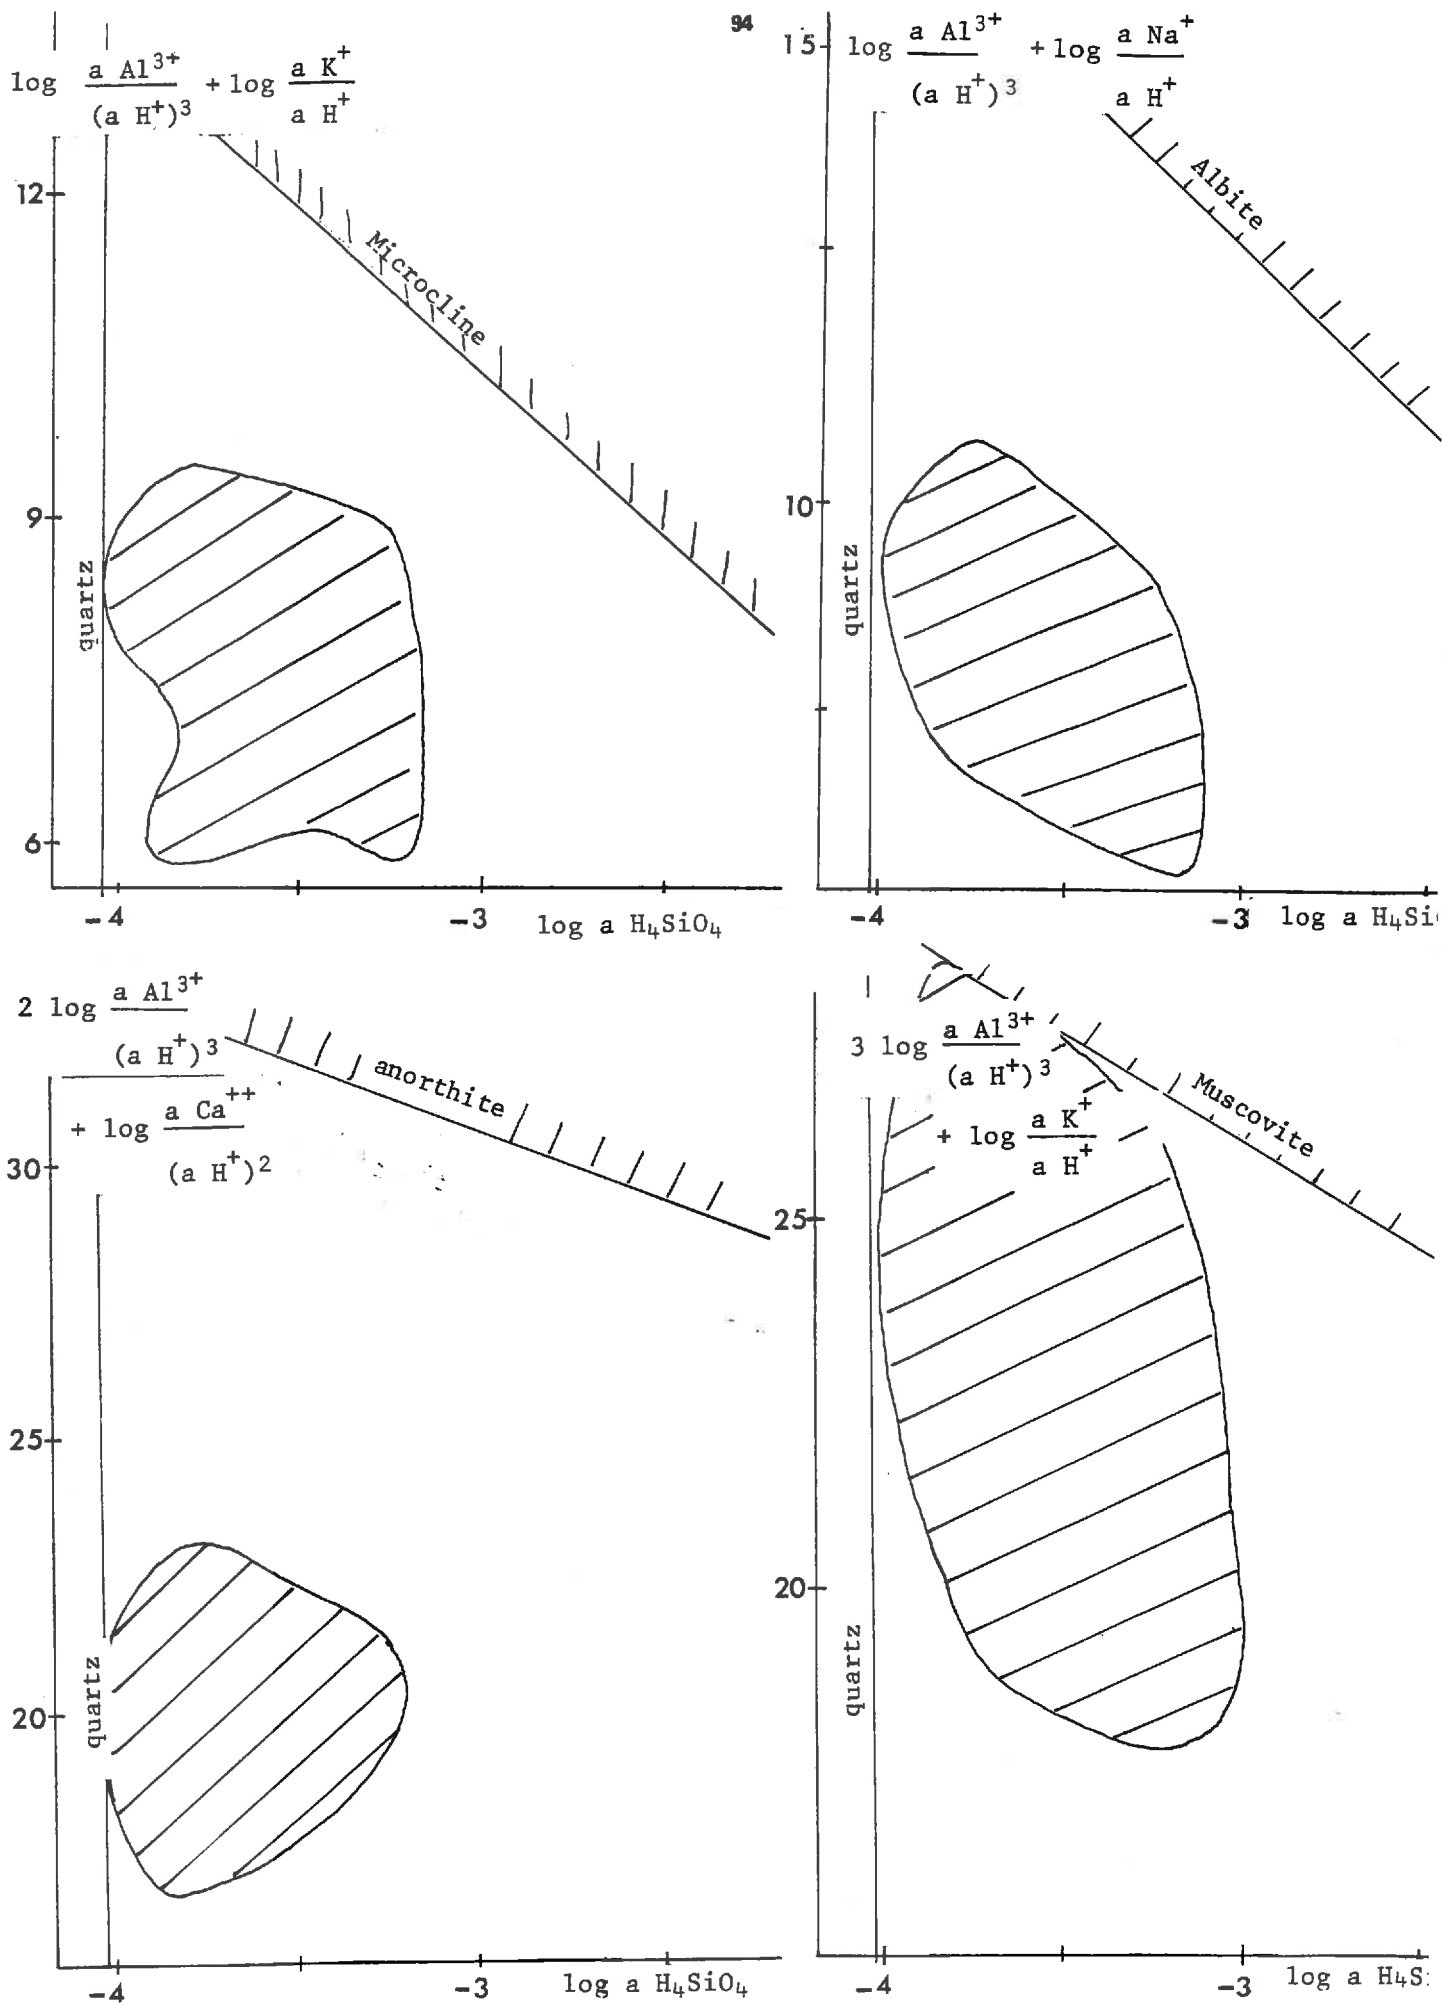 94
log a Al3+ / (a H+)3 + log a K+ / a H+
12
9
6
Microcline
quartz
-4
-3
log a H4SiO4
15
log a Al3+ / (a H+)3 + log a Na+ / a H+
10
Albite
quartz
-4
-3
log a H4Si
2 log a Al3+ / (a H+)3
+ log a Ca++ / (a H+)2
30
25
20
anorthite
quartz
-4
-3
log a H4SiO4
3 log a Al3+ / (a H+)3
+ log a K+ / a H+
25
20
Muscovite
quartz
-4
-3
log a H4S